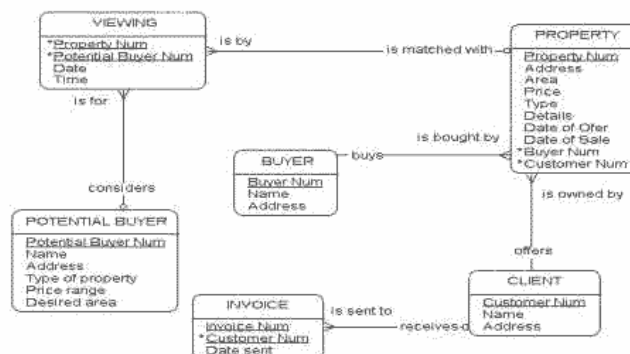 VIEWING
*Property Num
*Potential Buyer Num
Date
Time
is by
is matched with
PROPERTY
Property Num
Address
Area
Price
Type
Details
Date of Ofer
Date of Sale
*Buyer Num
*Customer Num
is for
considers
is bought by
buys
BUYER
Buyer Num
Name
Address
is owned by
offers
POTENTIAL BUYER
Potential Buyer Num
Name
Address
Type of property
Price range
Desired area
CLIENT
Customer Num
Name
Address
INVOICE
Invoice Num
*Customer Num
Date sent
is sent to
receives